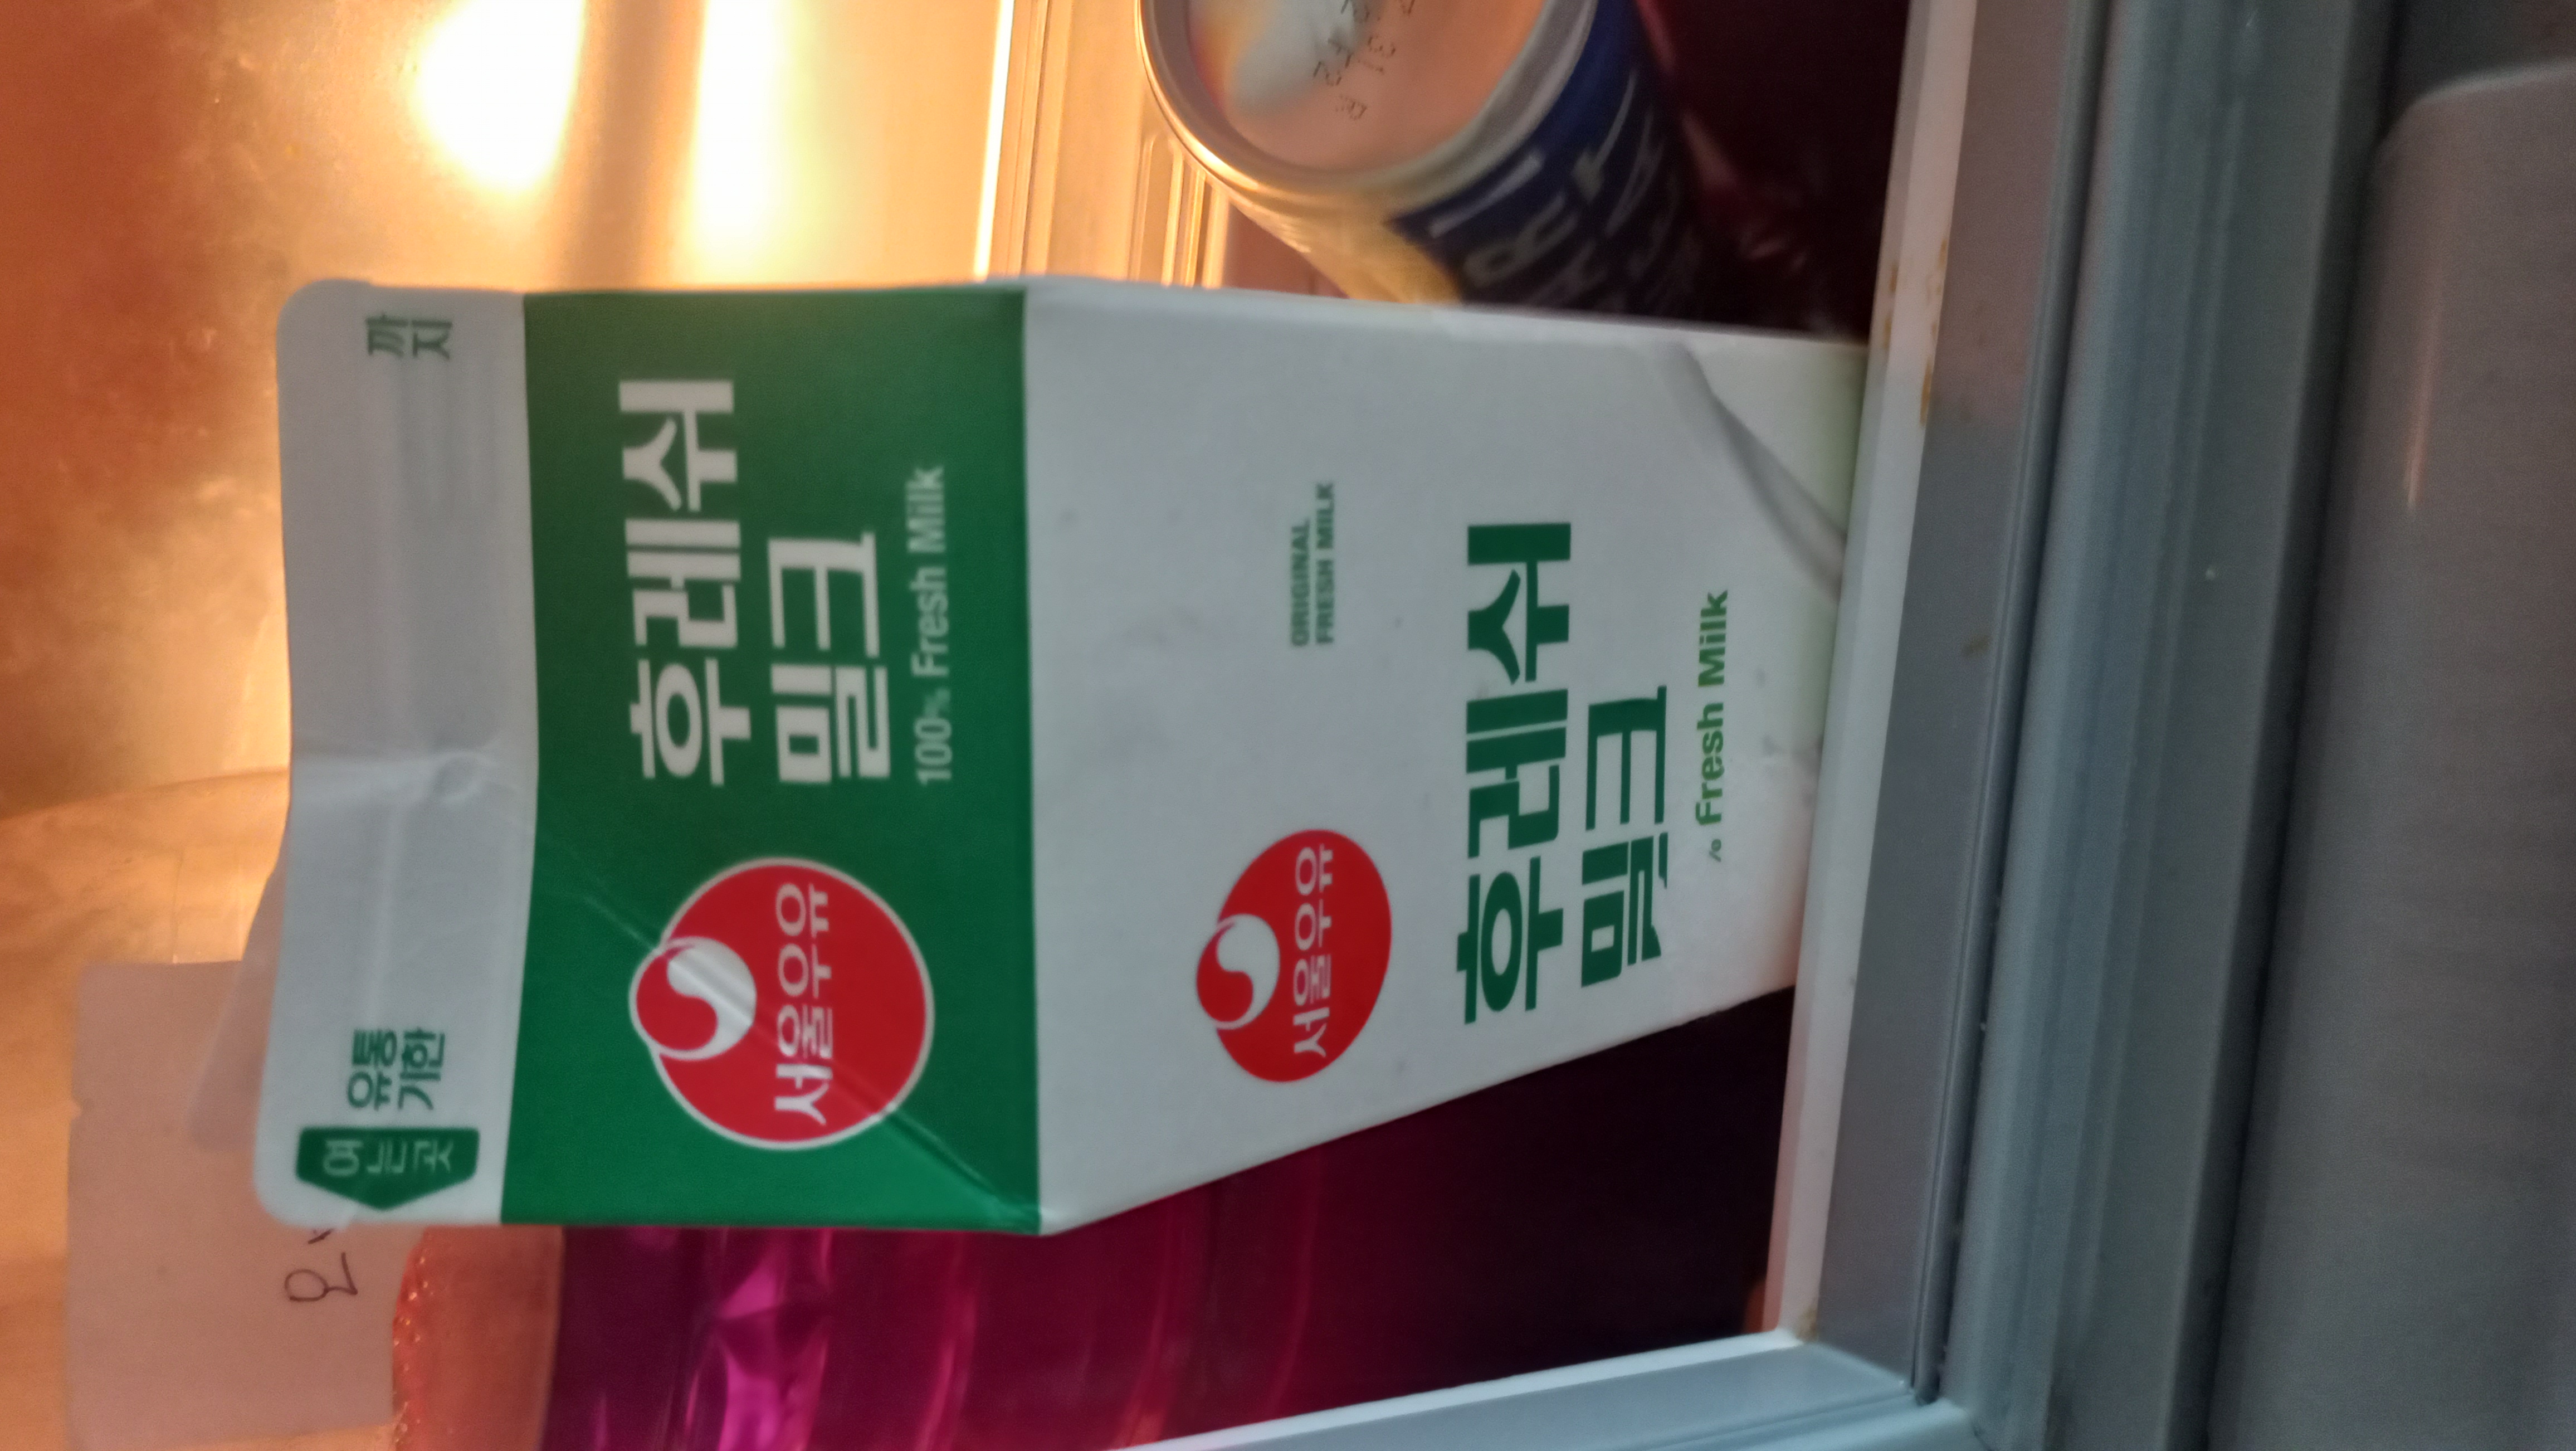 여는곳
유통
기한
까
지
서울우유
후레쉬
밀크
100% Fresh Milk
ORIGINAL
FRESH MILK
서울우유
후레쉬
밀크
% Fresh Milk